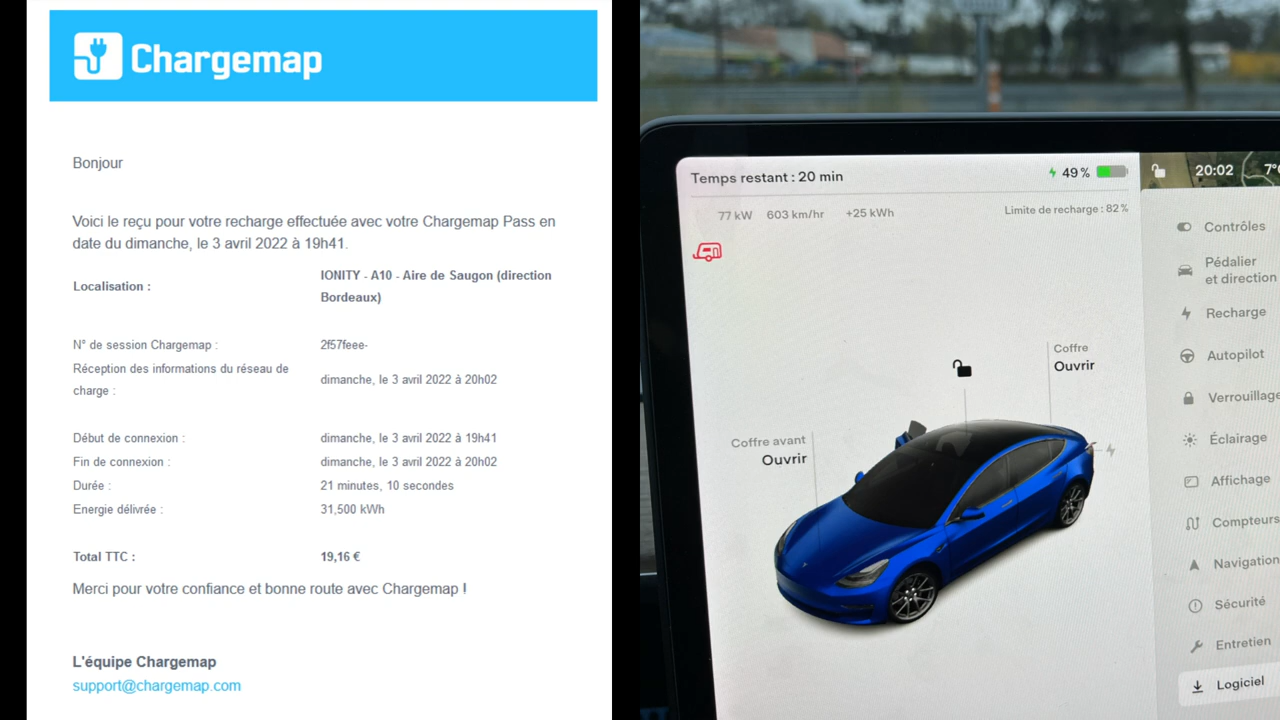 Chargemap
Bonjour
Voici le reçu pour votre recharge effectuée avec votre Chargemap Pass en
date du dimanche, le 3 avril 2022 à 19h41.
Localisation :
IONITY - A10 - Aire de Saugon (direction
Bordeaux)
N° de session Chargemap :
2f57feee-
Réception des informations du réseau de
charge :
dimanche, le 3 avril 2022 à 20h02
Début de connexion :
dimanche, le 3 avril 2022 à 19h41
Fin de connexion :
dimanche, le 3 avril 2022 à 20h02
Durée :
21 minutes, 10 secondes
Energie délivrée :
31,500 kWh
Total TTC :
19,16 €
Merci pour votre confiance et bonne route avec Chargemap !
L'équipe Chargemap
support@chargemap.com
Temps restant : 20 min
49 %
77 kW 603 km/hr +25 kWh
Limite de recharge : 82 %
Coffre
Ouvrir
Coffre avant
Ouvrir
20:02 7°
Contrôles
Pédalier
et direction
Recharge
Autopilot
Verrouillage
Éclairage
Affichage
Compteurs
Navigation
Sécurité
Entretien
Logiciel